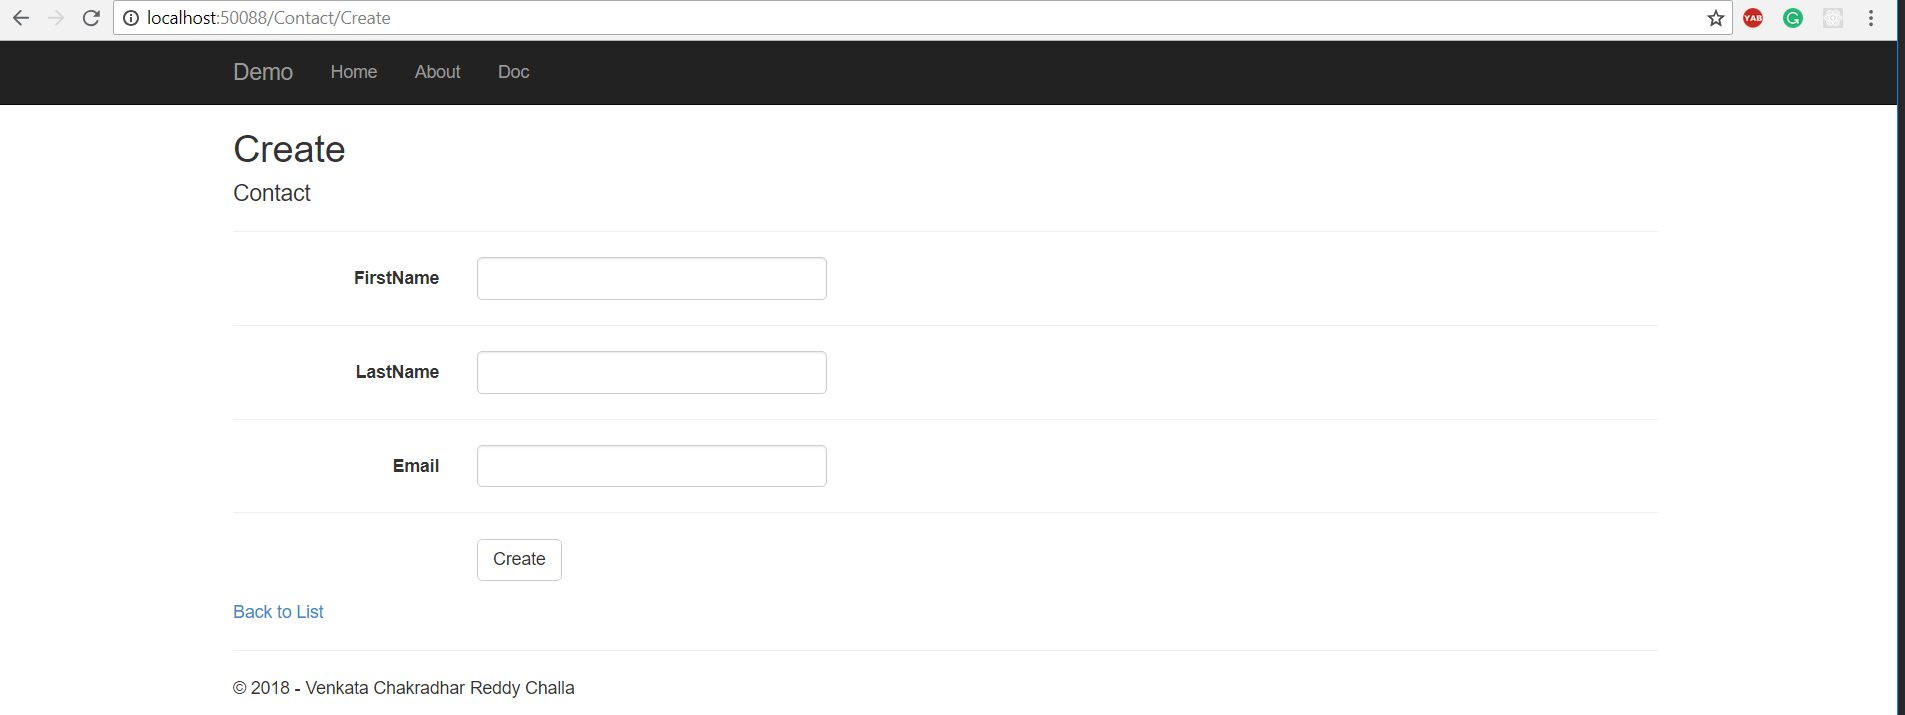 localhost:50088/Contact/Create
YAB
Demo Home About Doc
Create
Contact
FirstName
LastName
Email
Create
Back to List
© 2018 - Venkata Chakradhar Reddy Challa